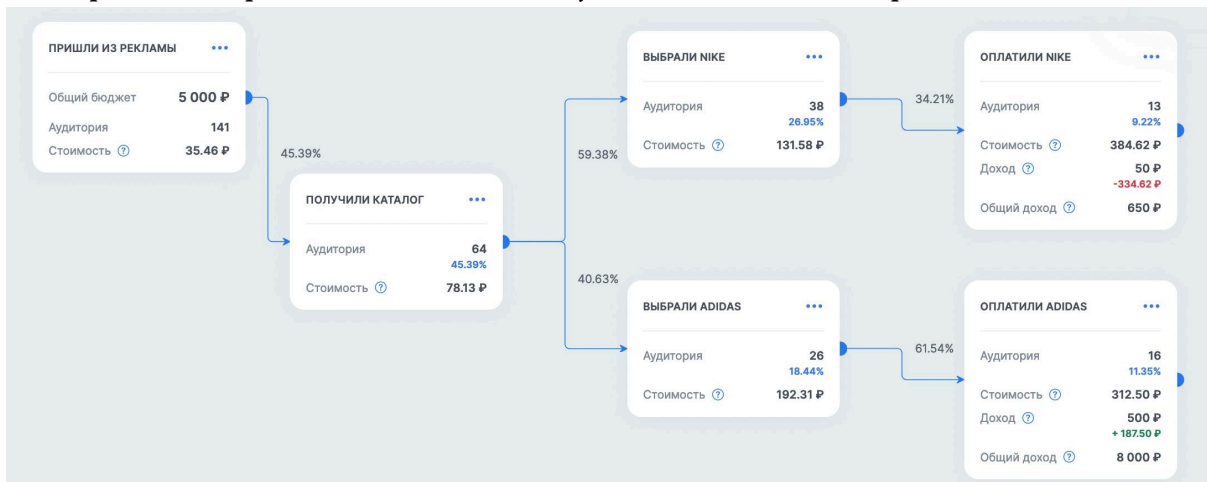 ПРИШЛИ ИЗ РЕКЛАМЫ
Общий бюджет 5 000 ₽
Аудитория 141
Стоимость ? 35.46 ₽
45.39%
ПОЛУЧИЛИ КАТАЛОГ
Аудитория 64
45.39%
Стоимость ? 78.13 ₽
59.38%
ВЫБРАЛИ NIKE
Аудитория 38
26.95%
Стоимость ? 131.58 ₽
34.21%
ОПЛАТИЛИ NIKE
Аудитория 13
9.22%
Стоимость ? 384.62 ₽
Доход ? 50 ₽
-334.62 ₽
Общий доход ? 650 ₽
40.63%
ВЫБРАЛИ ADIDAS
Аудитория 26
18.44%
Стоимость ? 192.31 ₽
61.54%
ОПЛАТИЛИ ADIDAS
Аудитория 16
11.35%
Стоимость ? 312.50 ₽
Доход ? 500 ₽
+ 187.50 ₽
Общий доход ? 8 000 ₽